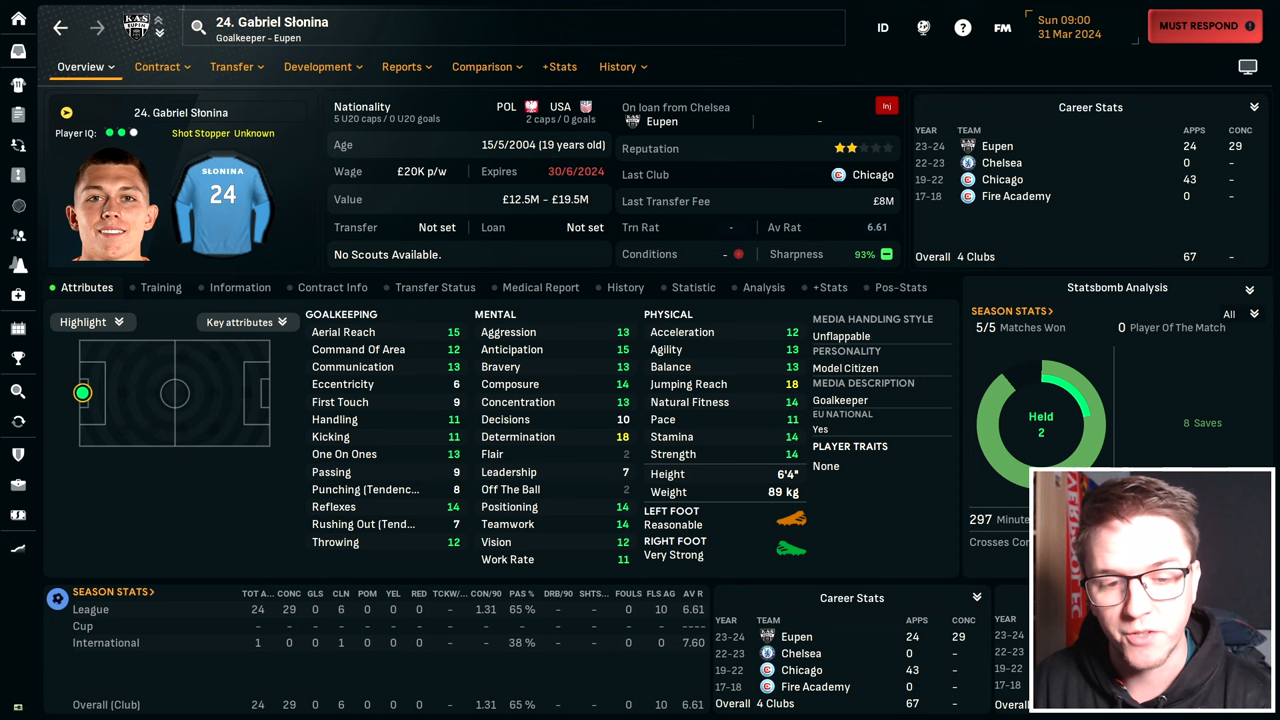 24. Gabriel Słonina
Goalkeeper - Eupen
KAS
EUPEN
ID
?
FM
Sun 09:00
31 Mar 2024
MUST RESPOND
Overview
Contract
Transfer
Development
Reports
Comparison
+Stats
History
24. Gabriel Słonina
Player IQ:
Shot Stopper Unknown
SŁONINA
24
Nationality
POL
USA
5 U20 caps / 0 U20 goals
2 caps / 0 goals
Age
15/5/2004 (19 years old)
Wage
£20K p/w
Expires
30/6/2024
Value
£12.5M - £19.5M
Transfer
Not set
Loan
Not set
No Scouts Available.
On loan from Chelsea
Inj
Eupen
-
Reputation
Last Club
Chicago
Last Transfer Fee
£8M
Trn Rat
-
Av Rat
6.61
Conditions
-
Sharpness
93%
Career Stats
YEAR TEAM APPS CONC
23-24 Eupen 24 29
22-23 Chelsea 0 -
19-22 Chicago 43 -
17-18 Fire Academy 0 -
Overall 4 Clubs 67 -
Attributes
Training
Information
Contract Info
Transfer Status
Medical Report
History
Statistic
Analysis
+Stats
Pos-Stats
Highlight
Key attributes
GOALKEEPING
Aerial Reach 15
Command Of Area 12
Communication 13
Eccentricity 6
First Touch 9
Handling 11
Kicking 11
One On Ones 13
Passing 9
Punching (Tendenc... 8
Reflexes 14
Rushing Out (Tend... 7
Throwing 12
MENTAL
Aggression 13
Anticipation 15
Bravery 13
Composure 14
Concentration 13
Decisions 10
Determination 18
Flair 2
Leadership 7
Off The Ball 2
Positioning 14
Teamwork 14
Vision 12
Work Rate 11
PHYSICAL
Acceleration 12
Agility 13
Balance 13
Jumping Reach 18
Natural Fitness 14
Pace 11
Stamina 14
Strength 14
Height 6'4"
Weight 89 kg
LEFT FOOT
Reasonable
RIGHT FOOT
Very Strong
MEDIA HANDLING STYLE
Unflappable
PERSONALITY
Model Citizen
MEDIA DESCRIPTION
Goalkeeper
EU NATIONAL
Yes
PLAYER TRAITS
None
Statsbomb Analysis
SEASON STATS>
All
5/5 Matches Won
0 Player Of The Match
Held
2
8 Saves
297 Minute
Crosses Con
SEASON STATS> TOT A... CONC GLS CLN POM YEL RED TCKW/... CON/90 PAS % DRB/90 SHTS... FOULS FLS AG AV R
League 24 29 0 6 0 0 0 - 1.31 65 % - - 0 10 6.61
Cup - - - - - - - - - - - - - - ----
International 1 0 0 1 0 0 0 - - 38 % - - 0 0 7.60
Overall (Club) 24 29 0 6 0 0 0 - 1.31 65 % - - 0 10 6.61
Career Stats
YEAR TEAM APPS CONC
23-24 Eupen 24 29
22-23 Chelsea 0 -
19-22 Chicago 43 -
17-18 Fire Academy 0 -
Overall 4 Clubs 67 -
YEAR
23-24
22-23
19-22
17-18